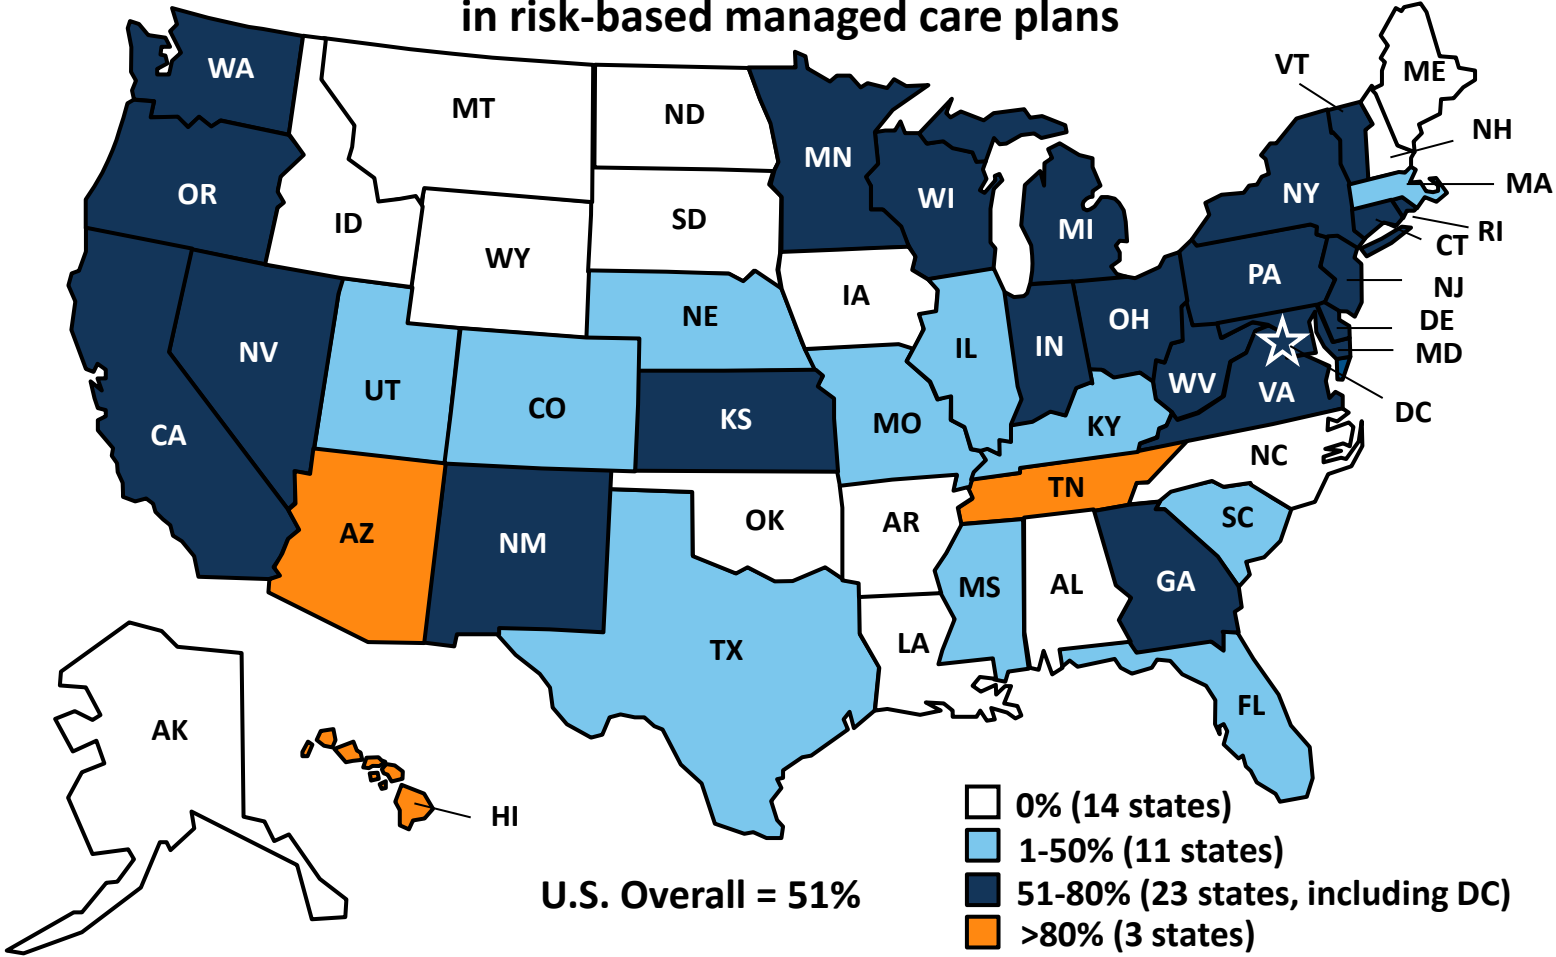 in risk-based managed care plans
WA
MT
ND
MN
VT
ME
NH
OR
ID
WY
SD
WI
MI
NY
MA
RI
CT
PA
NJ
IA
NE
OH
DE
MD
NV
UT
CO
IL
IN
WV
VA
DC
CA
KS
MO
KY
NC
AZ
NM
OK
AR
TN
SC
MS
AL
GA
TX
LA
FL
AK
HI
0% (14 states)
1-50% (11 states)
51-80% (23 states, including DC)
>80% (3 states)
U.S. Overall = 51%